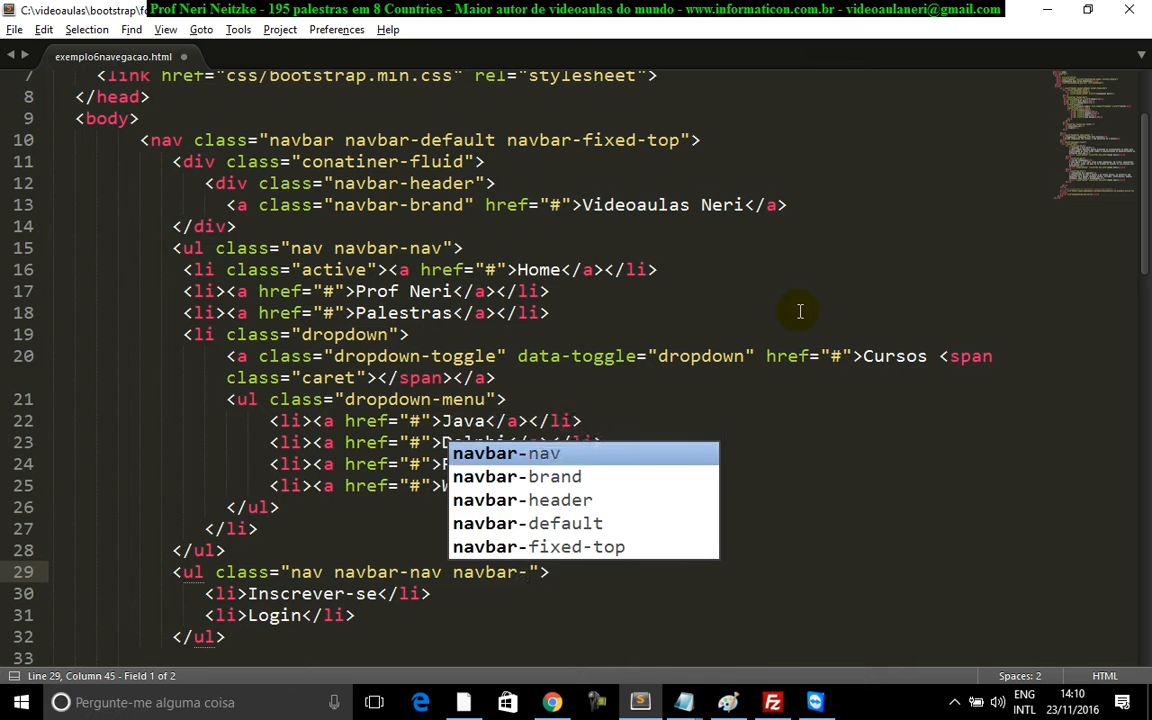 C:\videoaulas\bootstrap\fo
Prof Neri Neitzke - 195 palestras em 8 Countries - Maior autor de videoaulas do mundo - www.informaticon.com.br - videoaulaneri@gmail.com
File Edit Selection Find View Goto Tools Project Preferences Help
exemplo6navegacao.html
7 <link href="css/bootstrap.min.css" rel="stylesheet">
8 </head>
9 <body>
10 <nav class="navbar navbar-default navbar-fixed-top">
11 <div class="conatiner-fluid">
12 <div class="navbar-header">
13 <a class="navbar-brand" href="#">Videoaulas Neri</a>
14 </div>
15 <ul class="nav navbar-nav">
16 <li class="active"><a href="#">Home</a></li>
17 <li><a href="#">Prof Neri</a></li>
18 <li><a href="#">Palestras</a></li>
19 <li class="dropdown">
20 <a class="dropdown-toggle" data-toggle="dropdown" href="#">Cursos <span
class="caret"></span></a>
21 <ul class="dropdown-menu">
22 <li><a href="#">Java</a></li>
23 <li><a href="#">Delphi</a></li>
24 <li><a href="#">
25 <li><a href="#">
navbar-nav
navbar-brand
navbar-header
navbar-default
navbar-fixed-top
26 </ul>
27 </li>
28 </ul>
29 <ul class="nav navbar-nav navbar-">
30 <li>Inscrever-se</li>
31 <li>Login</li>
32 </ul>
33
Line 29, Column 45 - Field 1 of 2
Spaces: 2
HTML
Pergunte-me alguma coisa
ENG
INTL
14:10
23/11/2016